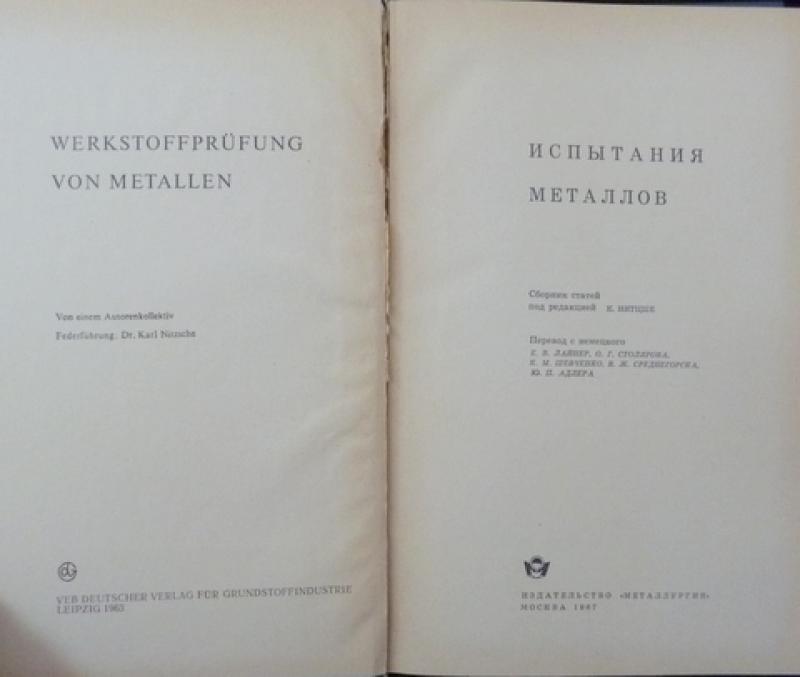 WERKSTOFFPRÜFUNG
VON METALLEN
Von einem Autorenkollektiv
Federführung: Dr. Karl Nitzsche
VEB DEUTSCHER VERLAG FÜR GRUNDSTOFFINDUSTRIE
LEIPZIG 1963
ИСПЫТАНИЯ
МЕТАЛЛОВ
Сборник статей
под редакцией К. НИТЦШЕ
Перевод с немецкого
Е. В. ЛАЙНЕР, О. Г. СТОЛЯРОВА,
К. М. ШЕВЧЕНКО, В. Ж. СРЕДНЕГОРСКА,
Ю. П. АДЛЕРА
ИЗДАТЕЛЬСТВО «МЕТАЛЛУРГИЯ»
МОСКВА 1967